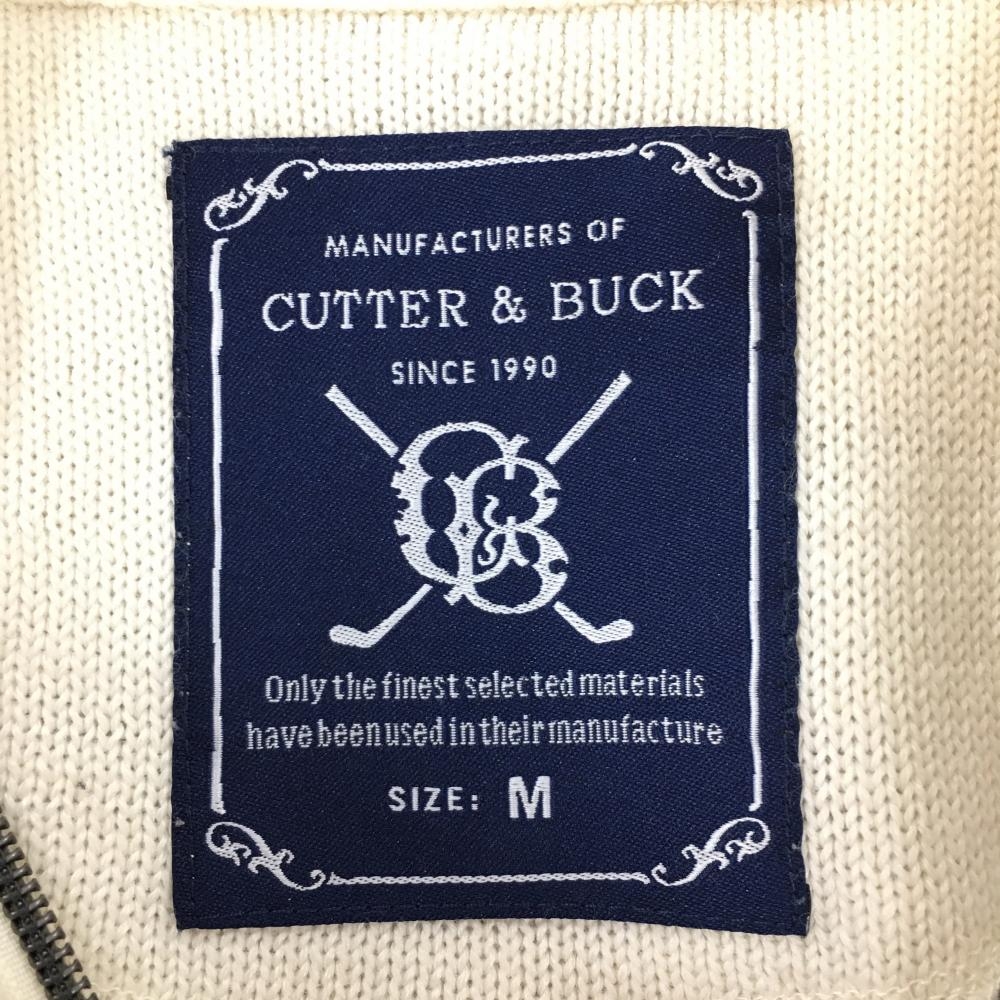 MANUFACTURERS OF
CUTTER & BUCK
SINCE 1990
C&B
Only the finest selected materials
have been used in their manufacture
SIZE: M